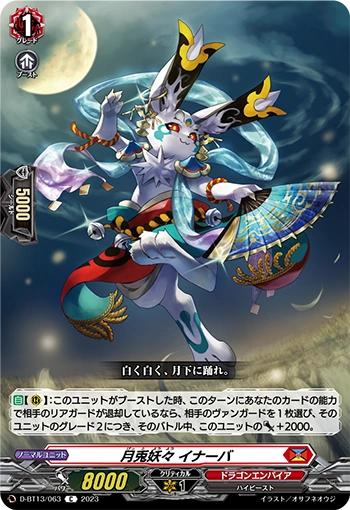 1
グレード
ブースト
5000
シールド
白く白く、月下に踊れ。
自【R】:このユニットがブーストした時、このターンにあなたのカードの能力
で相手のリアガードが退却しているなら、相手のヴァンガードを1枚選び、そ
のユニットのグレード2につき、そのバトル中、このユニットの+2000。
ノーマルユニット
月兎妖々 イナーバ
パワー
8000
クリティカル
1
ドラゴンエンパイア
ハイビースト
D-BT13/063 C 2023
イラスト/オサフネオウジ